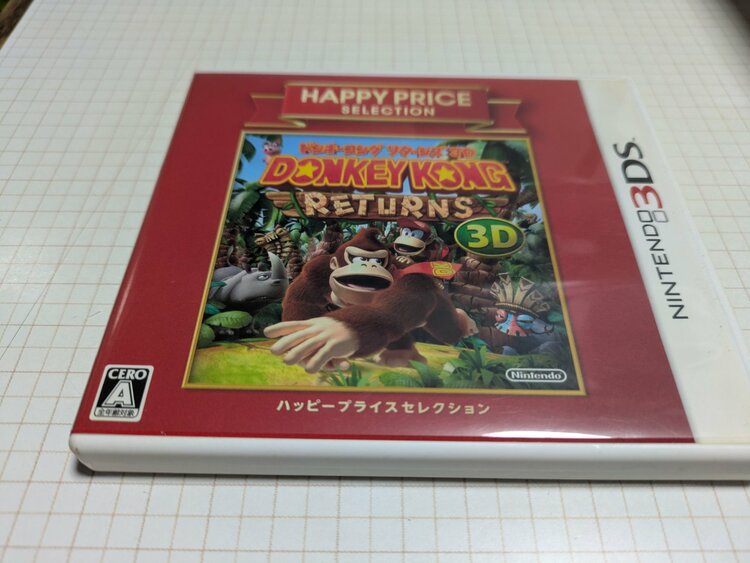 HAPPY PRICE
SELECTION
ドンキーコング リターンズ 3D
DONKEY KONG
RETURNS
3D
Nintendo
ハッピープライスセレクション
CERO
A
全年齢対象
NINTENDO 3DS